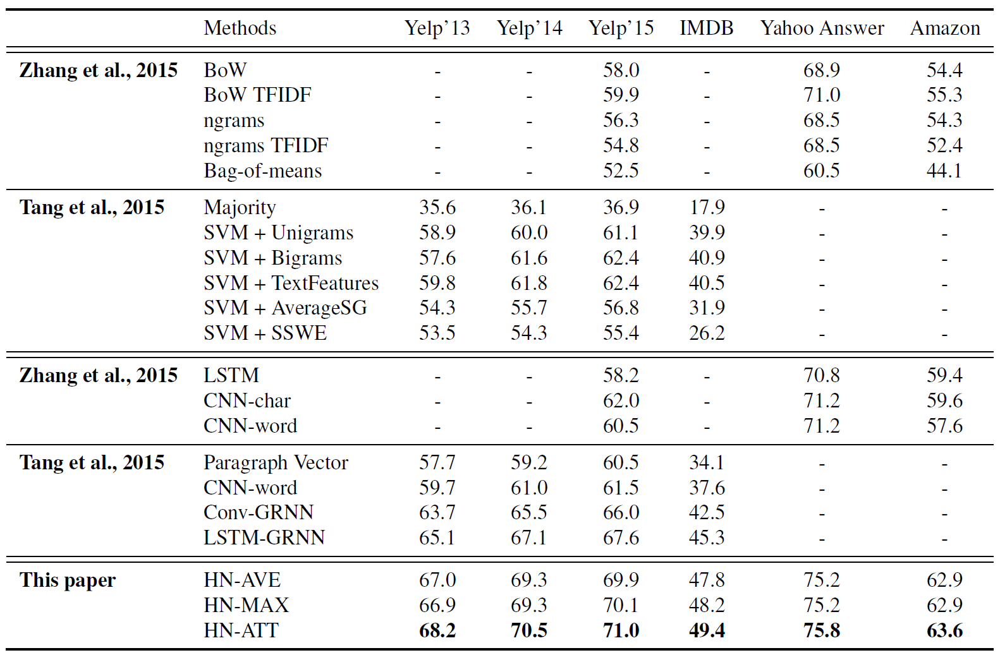 Methods Yelp’13 Yelp’14 Yelp’15 IMDB Yahoo Answer Amazon
Zhang et al., 2015 BoW - - 58.0 - 68.9 54.4
BoW TFIDF - - 59.9 - 71.0 55.3
ngrams - - 56.3 - 68.5 54.3
ngrams TFIDF - - 54.8 - 68.5 52.4
Bag-of-means - - 52.5 - 60.5 44.1
Tang et al., 2015 Majority 35.6 36.1 36.9 17.9 - -
SVM + Unigrams 58.9 60.0 61.1 39.9 - -
SVM + Bigrams 57.6 61.6 62.4 40.9 - -
SVM + TextFeatures 59.8 61.8 62.4 40.5 - -
SVM + AverageSG 54.3 55.7 56.8 31.9 - -
SVM + SSWE 53.5 54.3 55.4 26.2 - -
Zhang et al., 2015 LSTM - - 58.2 - 70.8 59.4
CNN-char - - 62.0 - 71.2 59.6
CNN-word - - 60.5 - 71.2 57.6
Tang et al., 2015 Paragraph Vector 57.7 59.2 60.5 34.1 - -
CNN-word 59.7 61.0 61.5 37.6 - -
Conv-GRNN 63.7 65.5 66.0 42.5 - -
LSTM-GRNN 65.1 67.1 67.6 45.3 - -
This paper HN-AVE 67.0 69.3 69.9 47.8 75.2 62.9
HN-MAX 66.9 69.3 70.1 48.2 75.2 62.9
HN-ATT 68.2 70.5 71.0 49.4 75.8 63.6